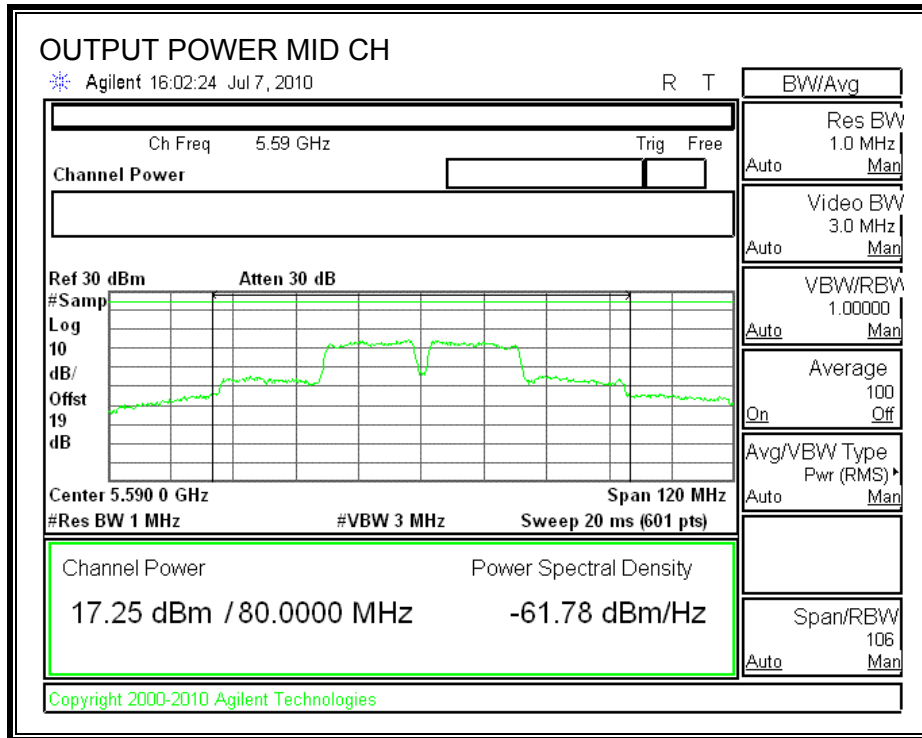 OUTPUT POWER MID CH
Agilent 16:02:24 Jul 7, 2010 R T
BW/Avg
Ch Freq 5.59 GHz Trig Free
Channel Power
Res BW
1.0 MHz
Auto Man
Video BW
3.0 MHz
Auto Man
VBW/RBW
1.00000
Auto Man
Average
100
On Off
Avg/VBW Type
Pwr (RMS)
Auto Man
Span/RBW
106
Auto Man
Ref 30 dBm Atten 30 dB
#Samp
Log
10
dB/
Offst
19
dB
Center 5.590 0 GHz Span 120 MHz
#Res BW 1 MHz #VBW 3 MHz Sweep 20 ms (601 pts)
Channel Power Power Spectral Density
17.25 dBm / 80.0000 MHz -61.78 dBm/Hz
Copyright 2000-2010 Agilent Technologies